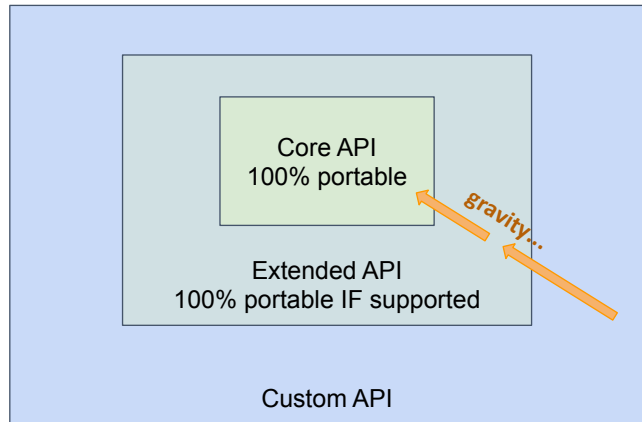 Core API
100% portable
gravity...
Extended API
100% portable IF supported
Custom API